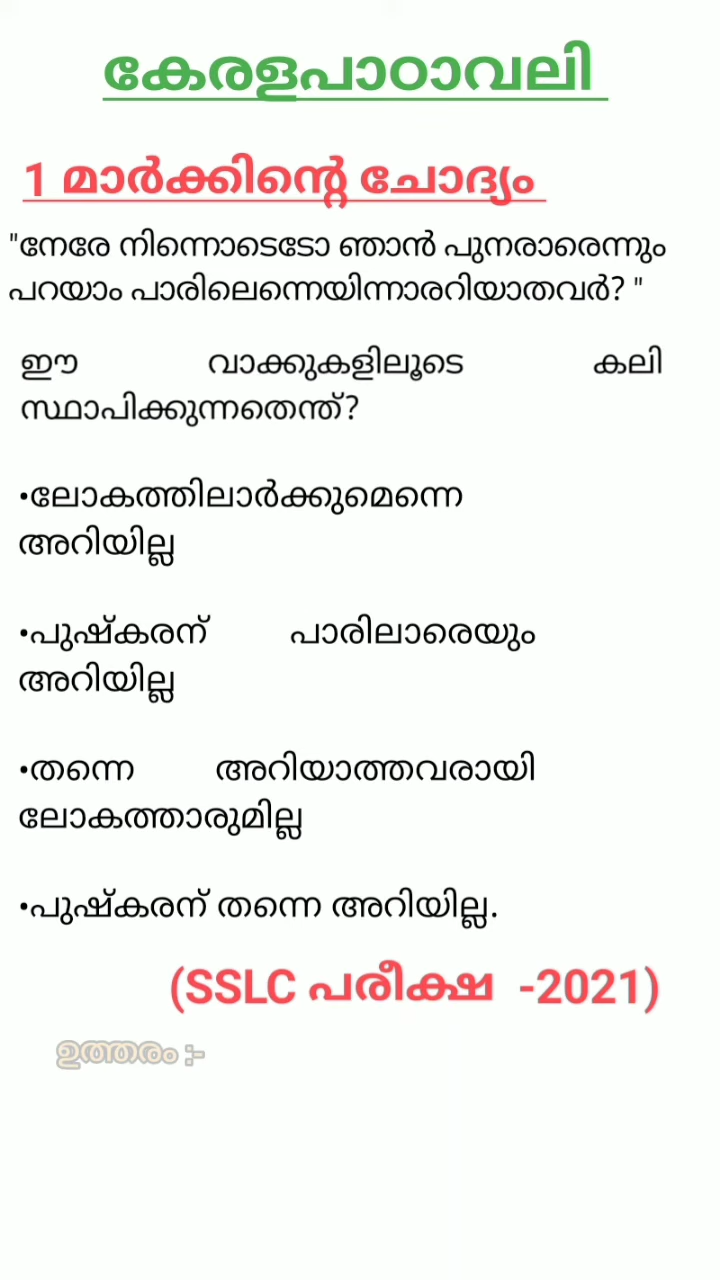 കേരളപാഠാവലി
1 മാർക്കിന്റെ ചോദ്യം
"നേരേ നിന്നൊടെടോ ഞാൻ പുനരാരെന്നും
പറയാം പാരിലെന്നെയിന്നാരറിയാതവർ? "
ഈ വാക്കുകളിലൂടെ കലി
സ്ഥാപിക്കുന്നതെന്ത്?
•ലോകത്തിലാർക്കുമെന്നെ
അറിയില്ല
•പുഷ്കരന് പാരിലാരെയും
അറിയില്ല
•തന്നെ അറിയാത്തവരായി
ലോകത്താരുമില്ല
•പുഷ്കരന് തന്നെ അറിയില്ല.
(SSLC പരീക്ഷ -2021)
ഉത്തരം :-